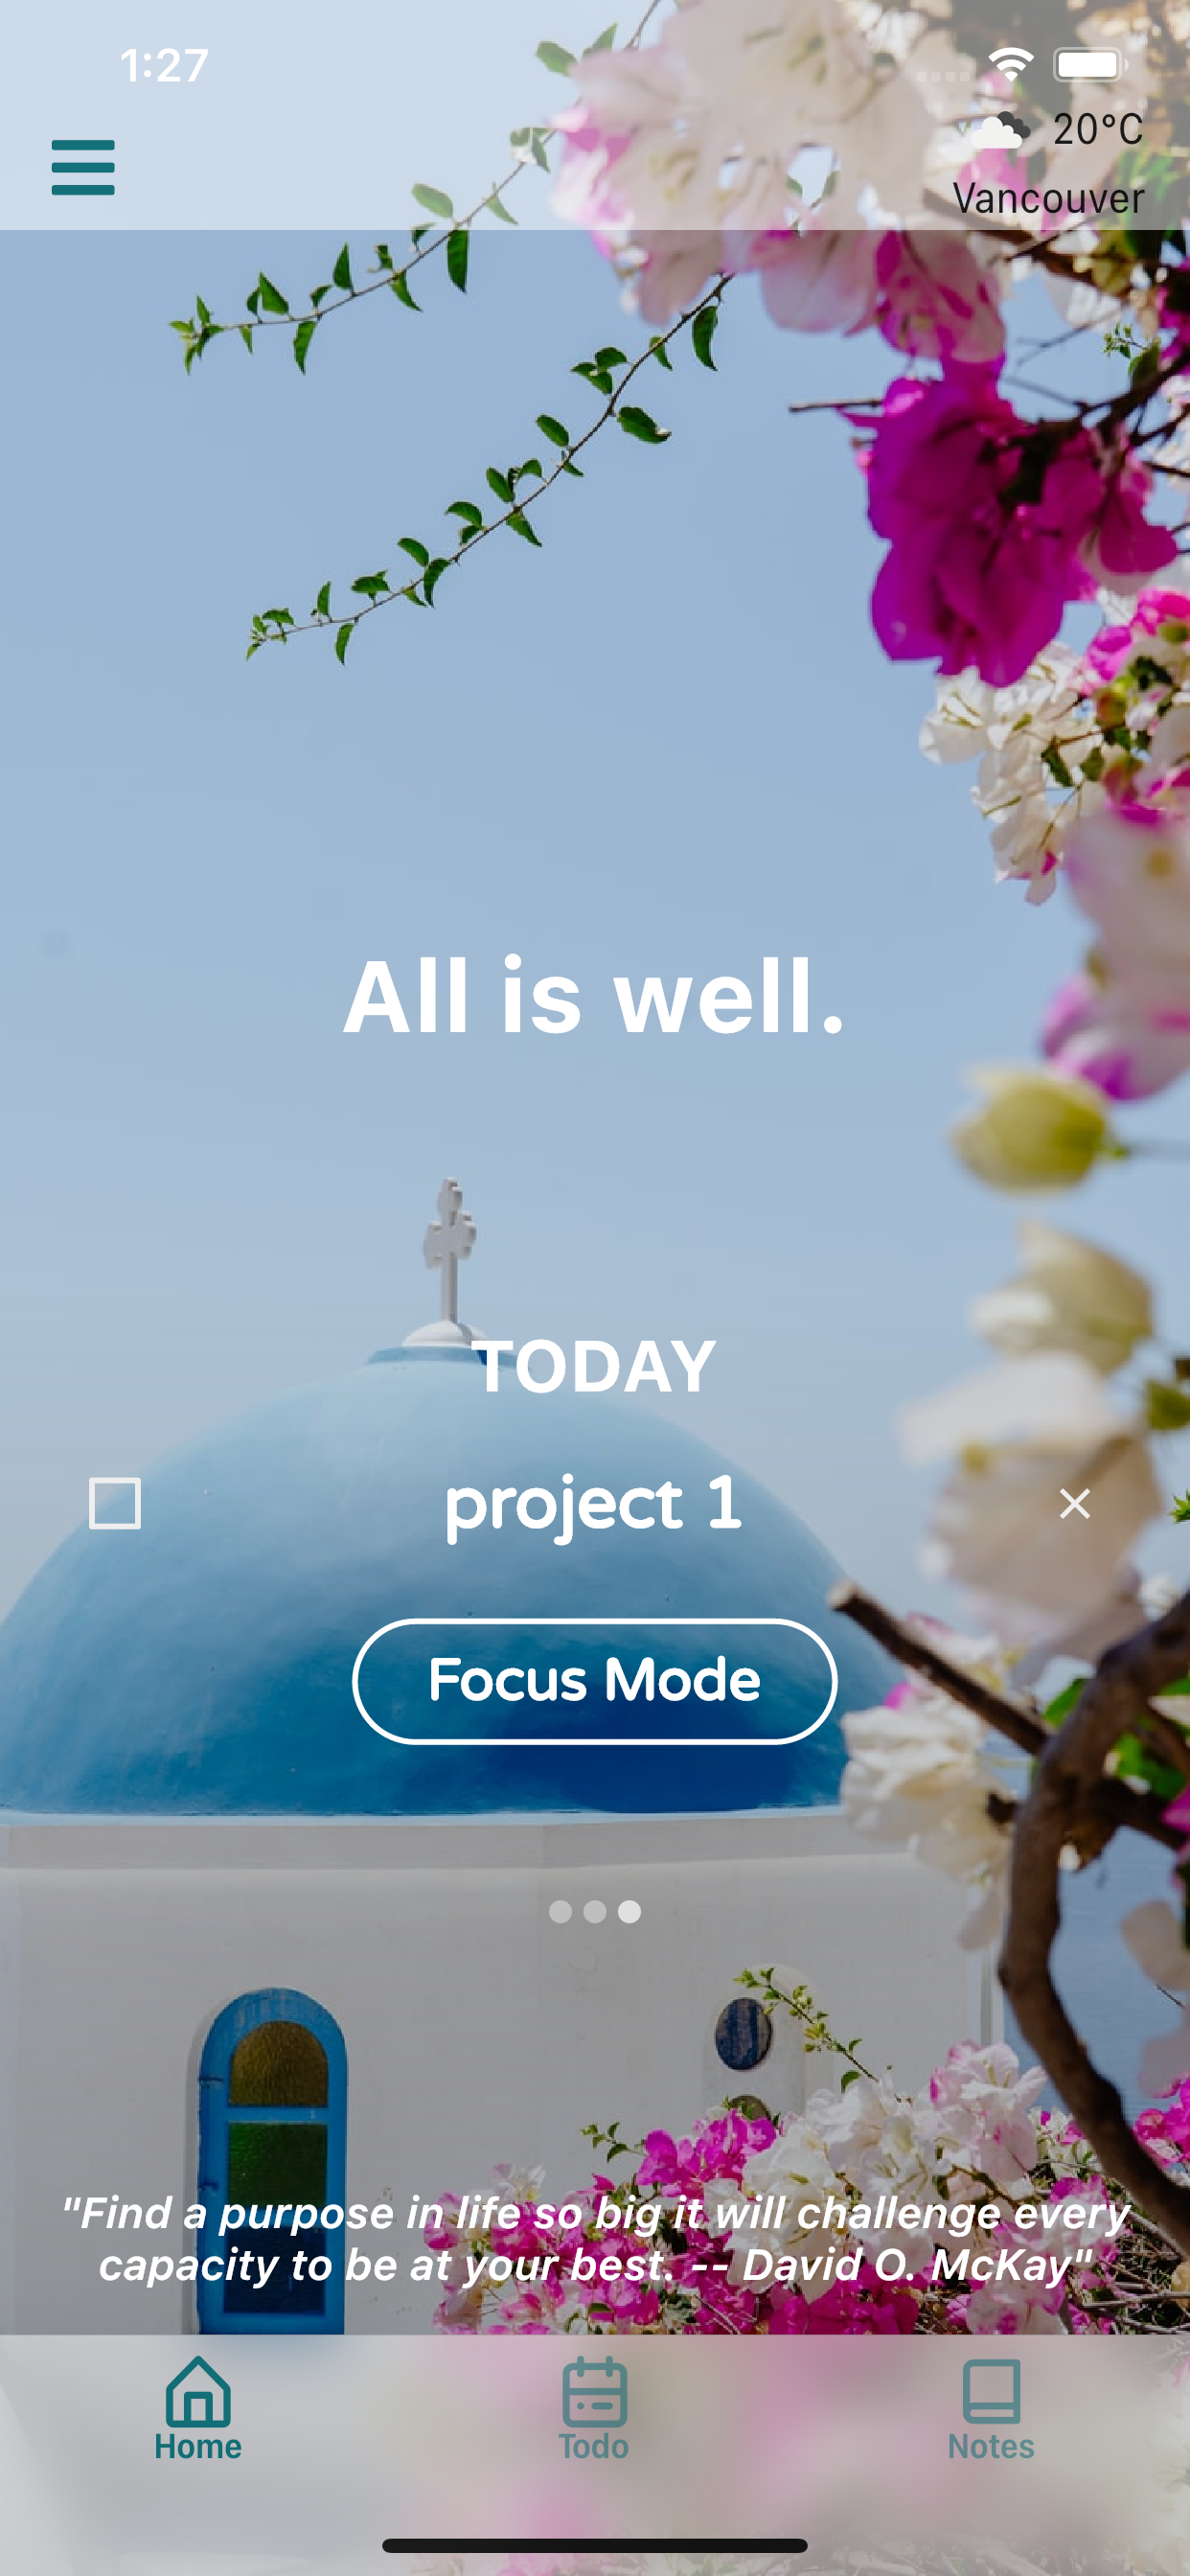 1:27
20°C
Vancouver
All is well.
TODAY
project 1
Focus Mode
"Find a purpose in life so big it will challenge every
capacity to be at your best. -- David O. McKay"
Home
Todo
Notes